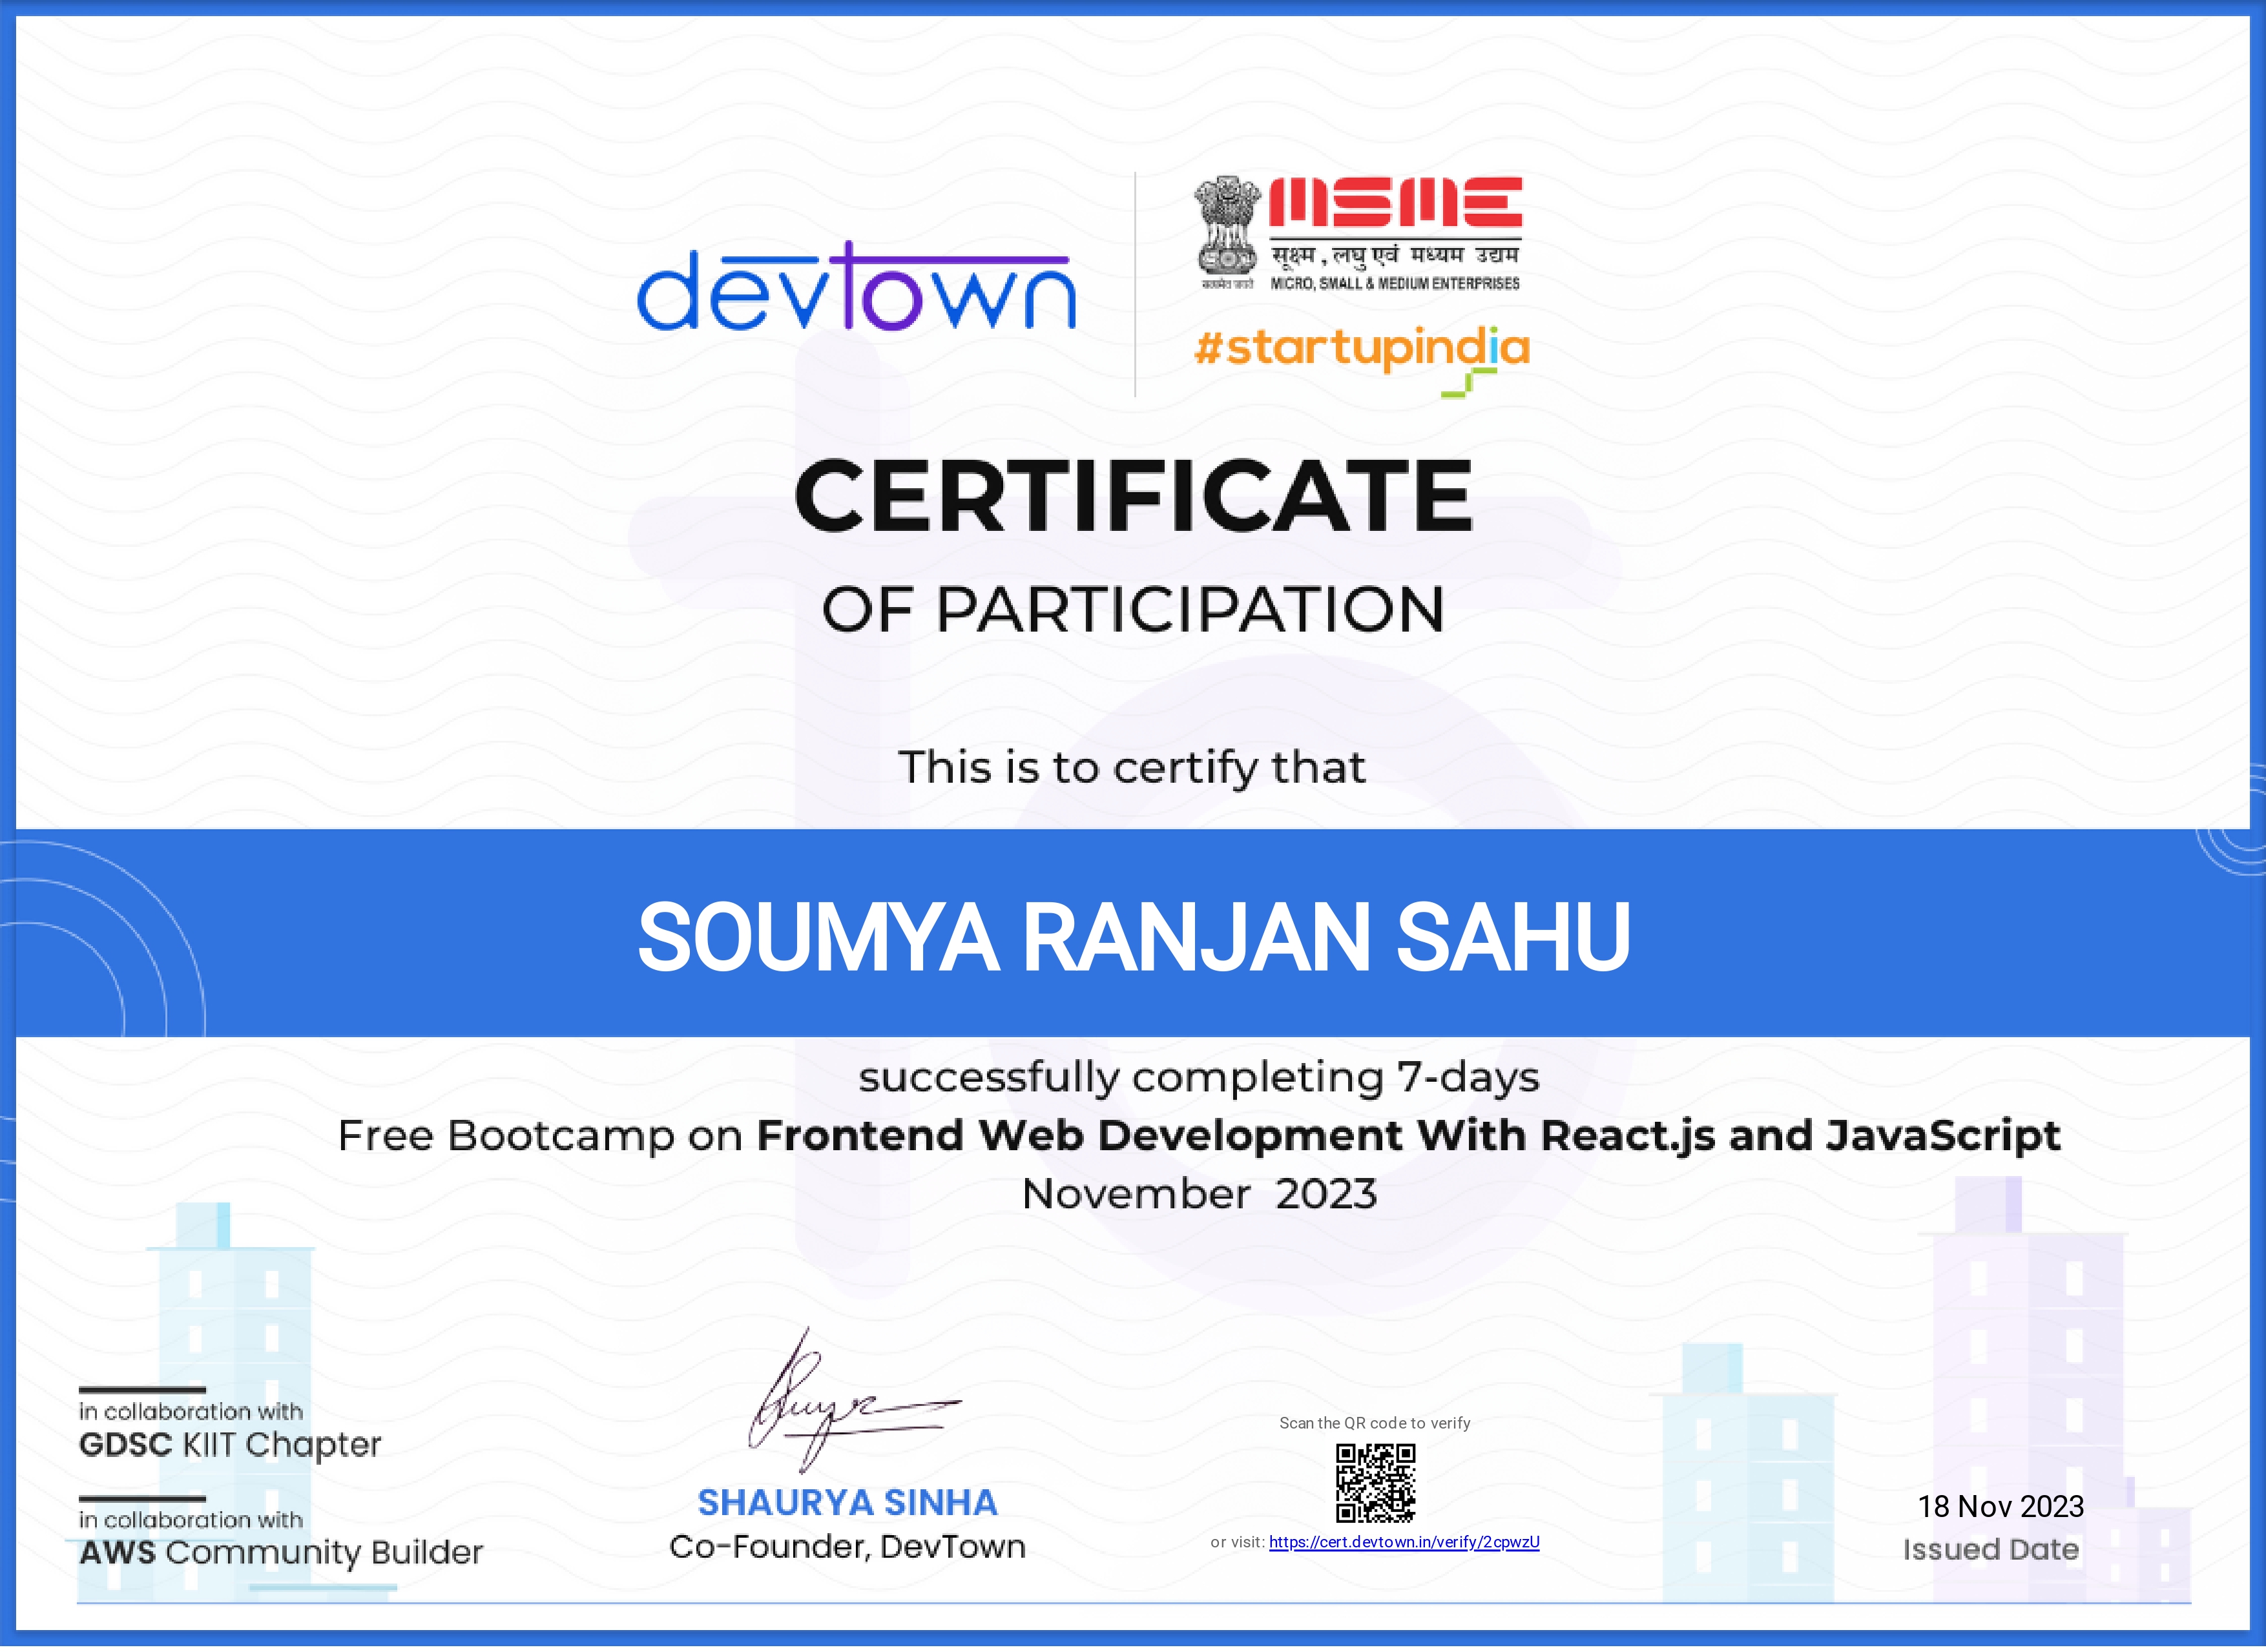 devtown
MSME
सूक्ष्म, लघु एवं मध्यम उद्यम
सत्यमेव जयते
MICRO, SMALL & MEDIUM ENTERPRISES
#startupindia
CERTIFICATE
OF PARTICIPATION
This is to certify that
SOUMYA RANJAN SAHU
successfully completing 7-days
Free Bootcamp on Frontend Web Development With React.js and JavaScript
November 2023
in collaboration with
GDSC KIIT Chapter
in collaboration with
AWS Community Builder
SHAURYA SINHA
Co-Founder, DevTown
Scan the QR code to verify
or visit: https://cert.devtown.in/verify/2cpwzU
18 Nov 2023
Issued Date